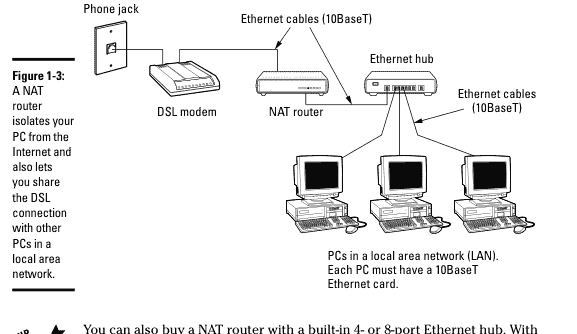 Phone jack
Ethernet cables (10BaseT)
Ethernet hub
Figure 1-3:
A NAT
router
isolates your
PC from the
Internet and
also lets
you share
the DSL
connection
with other
PCs in a
local area
network.
DSL modem
NAT router
Ethernet cables
(10BaseT)
PCs in a local area network (LAN).
Each PC must have a 10BaseT
Ethernet card.
You can also buy a NAT router with a built-in 4- or 8-port Ethernet hub. With